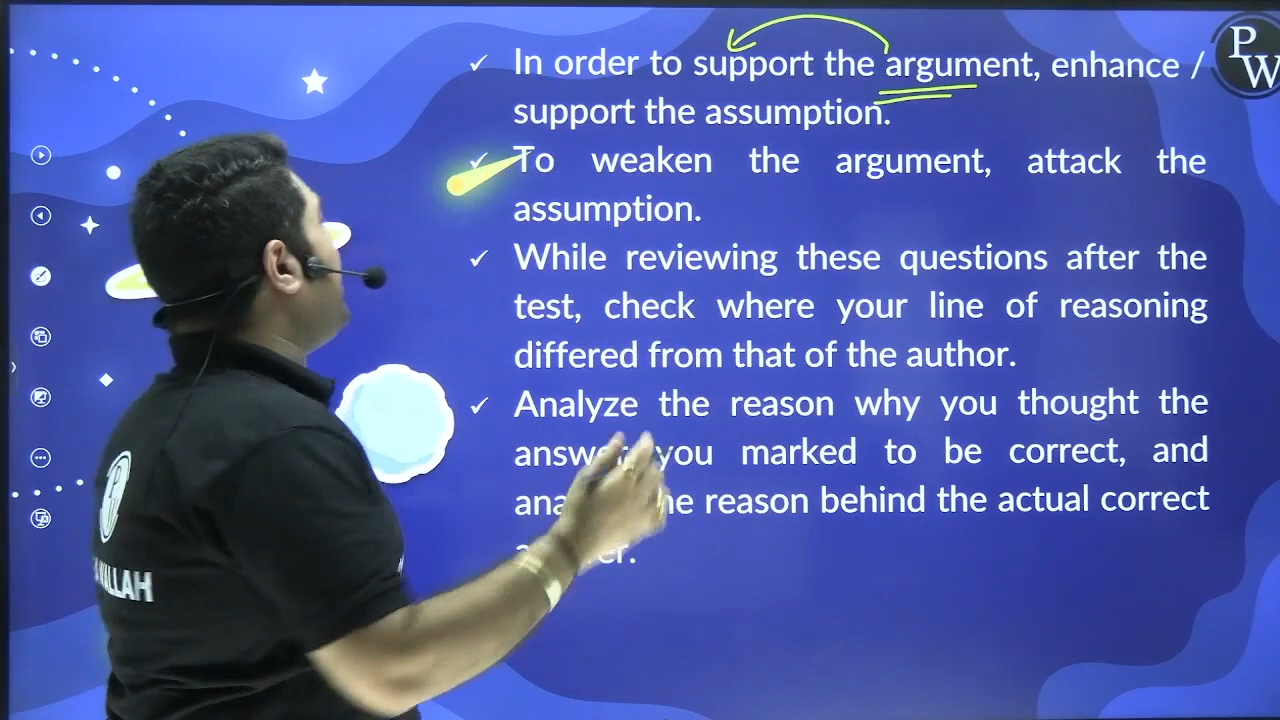 In order to support the argument, enhance /
support the assumption.
To weaken the argument, attack the
assumption.
While reviewing these questions after the
test, check where your line of reasoning
differed from that of the author.
Analyze the reason why you thought the
you marked to be correct, and
reason behind the actual correct
PW
WALLAH